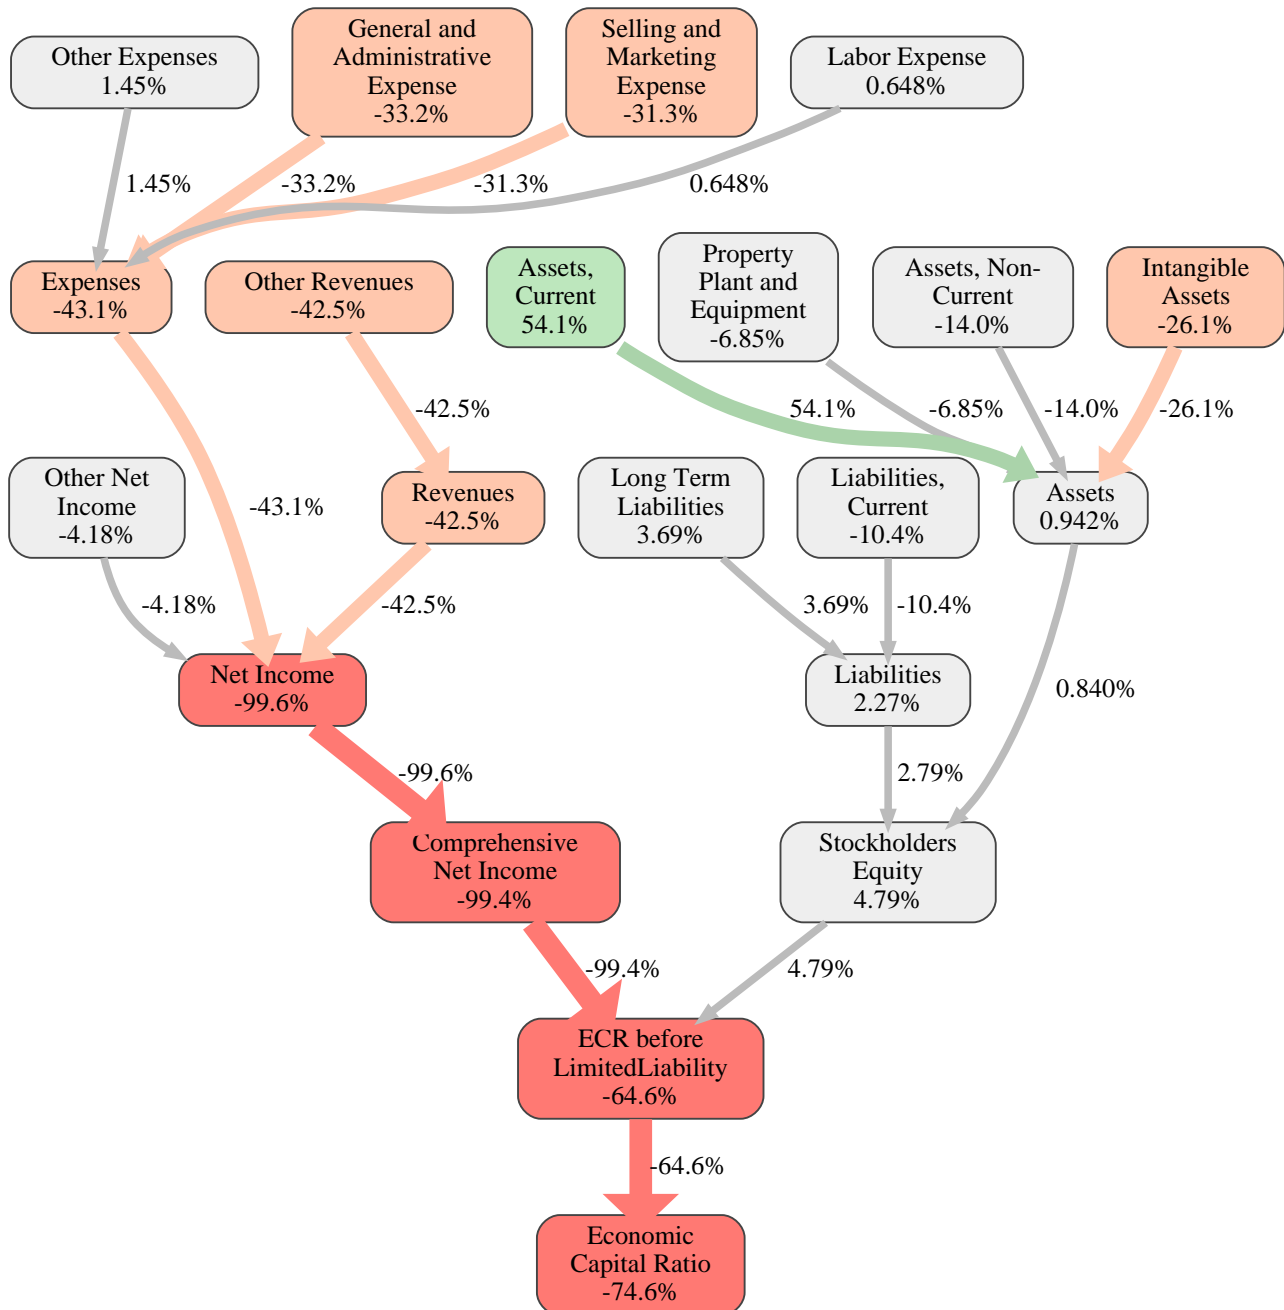 Other Expenses
1.45%
General and
Administrative
Expense
-33.2%
Selling and
Marketing
Expense
-31.3%
Labor Expense
0.648%
1.45%
-33.2%
-31.3%
0.648%
Expenses
-43.1%
Other Revenues
-42.5%
Assets,
Current
54.1%
Property
Plant and
Equipment
-6.85%
Assets, Non-
Current
-14.0%
Intangible
Assets
-26.1%
-42.5%
54.1%
-6.85%
-14.0%
-26.1%
Other Net
Income
-4.18%
-43.1%
Revenues
-42.5%
Long Term
Liabilities
3.69%
Liabilities,
Current
-10.4%
Assets
0.942%
-4.18%
-42.5%
3.69%
-10.4%
Net Income
-99.6%
Liabilities
2.27%
0.840%
-99.6%
2.79%
Comprehensive
Net Income
-99.4%
Stockholders
Equity
4.79%
-99.4%
4.79%
ECR before
LimitedLiability
-64.6%
-64.6%
Economic
Capital Ratio
-74.6%